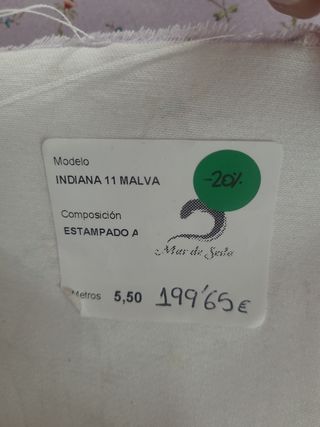 Modelo
INDIANA 11 MALVA
-20%
Composición
ESTAMPADO A
Mar de Seda
Metros 5,50 199'65€